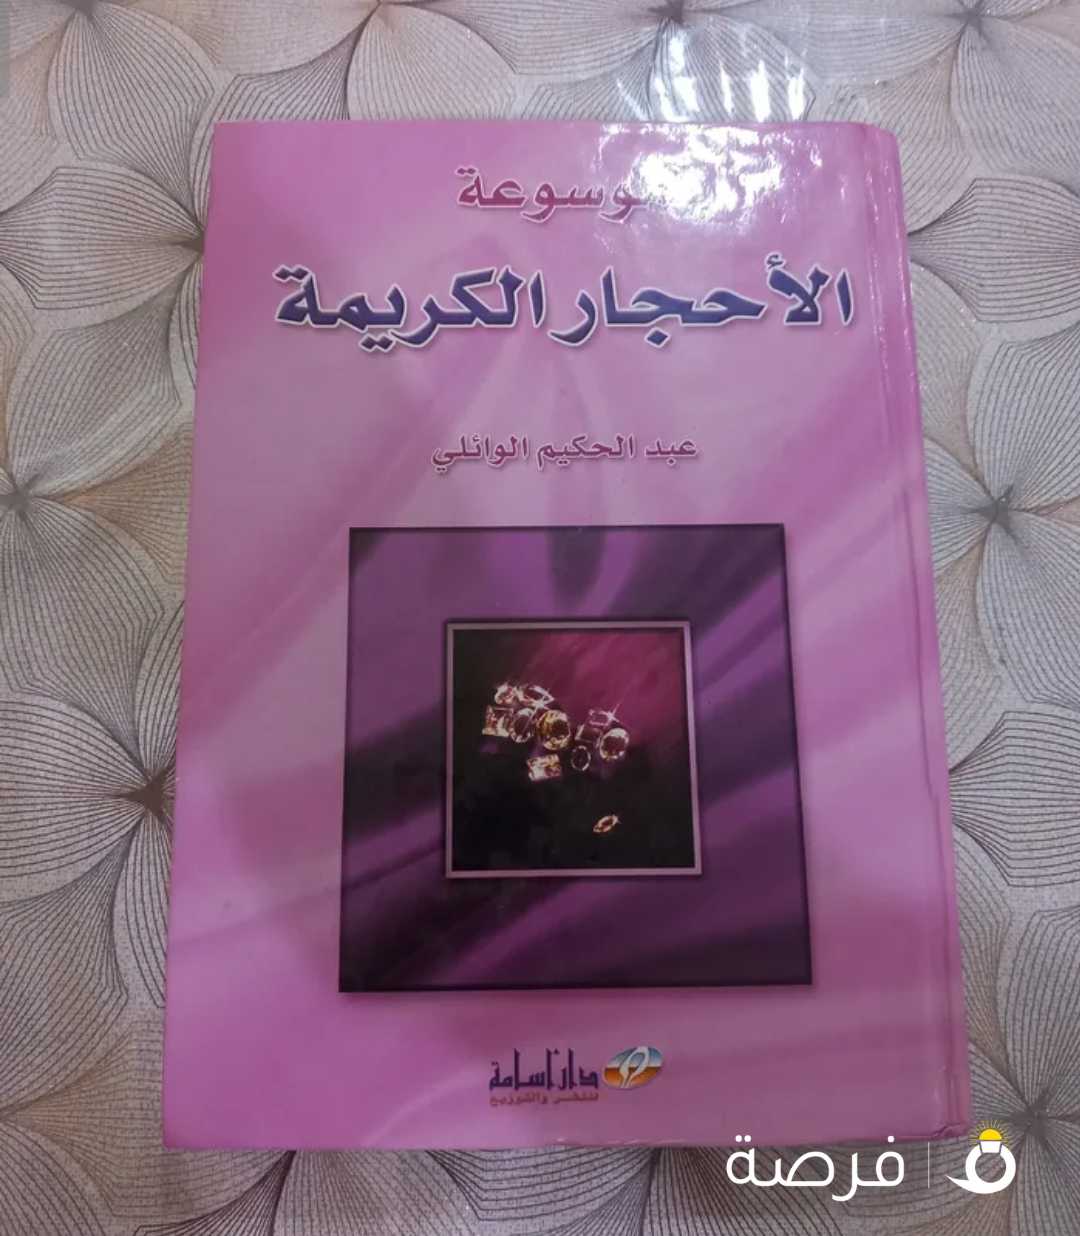 موسوعة
الأحجار الكريمة
عبد الحكيم الوائلي
دار أسامة
للنشر والتوزيع
فرصة